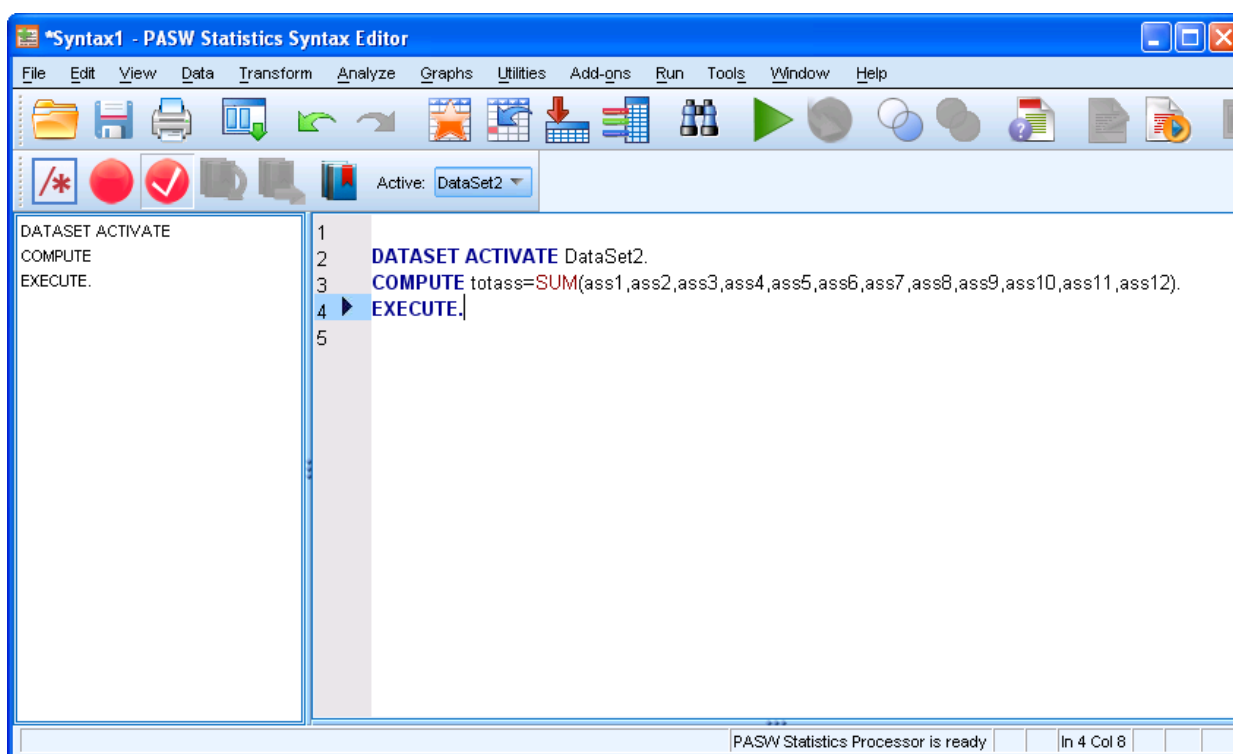 *Syntax1 - PASW Statistics Syntax Editor
File Edit View Data Transform Analyze Graphs Utilities Add-ons Run Tools Window Help
/*
Active: DataSet2
DATASET ACTIVATE
COMPUTE
EXECUTE.
1
2 DATASET ACTIVATE DataSet2.
3 COMPUTE totass=SUM(ass1,ass2,ass3,ass4,ass5,ass6,ass7,ass8,ass9,ass10,ass11,ass12).
4 EXECUTE.
5
PASW Statistics Processor is ready In 4 Col 8